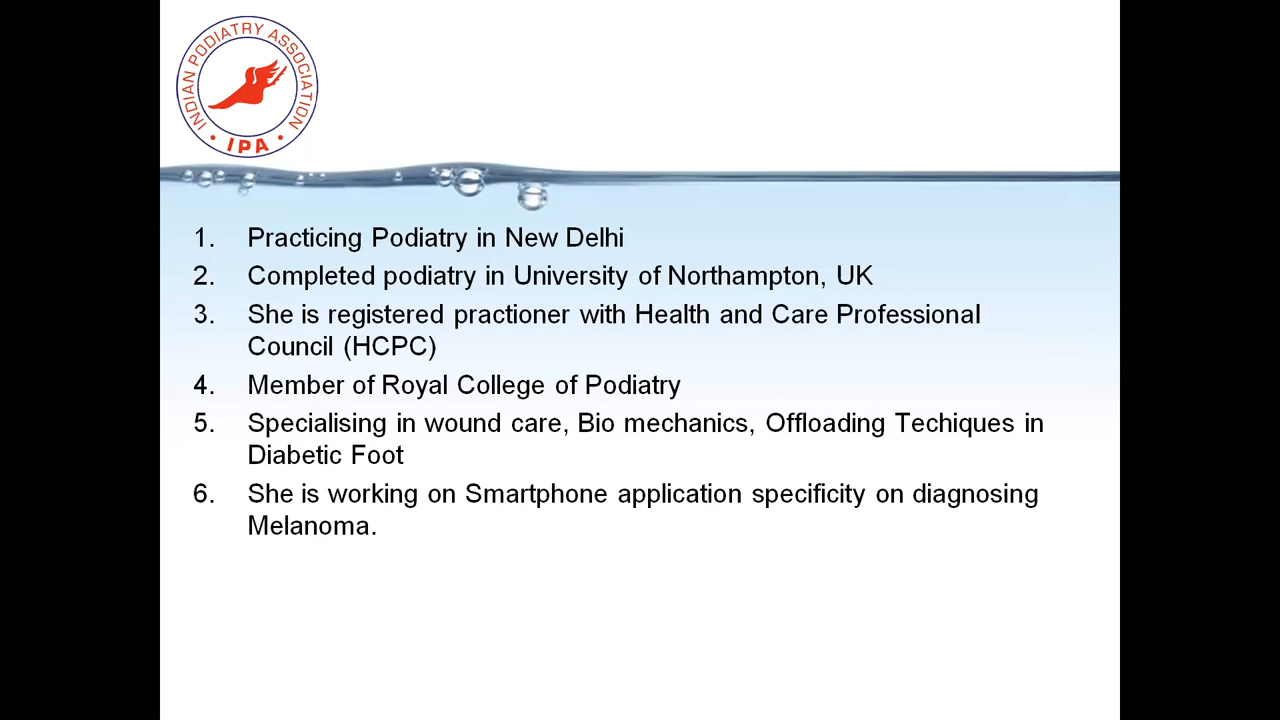 INDIAN PODIATRY ASSOCIATION
IPA
1. Practicing Podiatry in New Delhi
2. Completed podiatry in University of Northampton, UK
3. She is registered practioner with Health and Care Professional
Council (HCPC)
4. Member of Royal College of Podiatry
5. Specialising in wound care, Bio mechanics, Offloading Techiques in
Diabetic Foot
6. She is working on Smartphone application specificity on diagnosing
Melanoma.